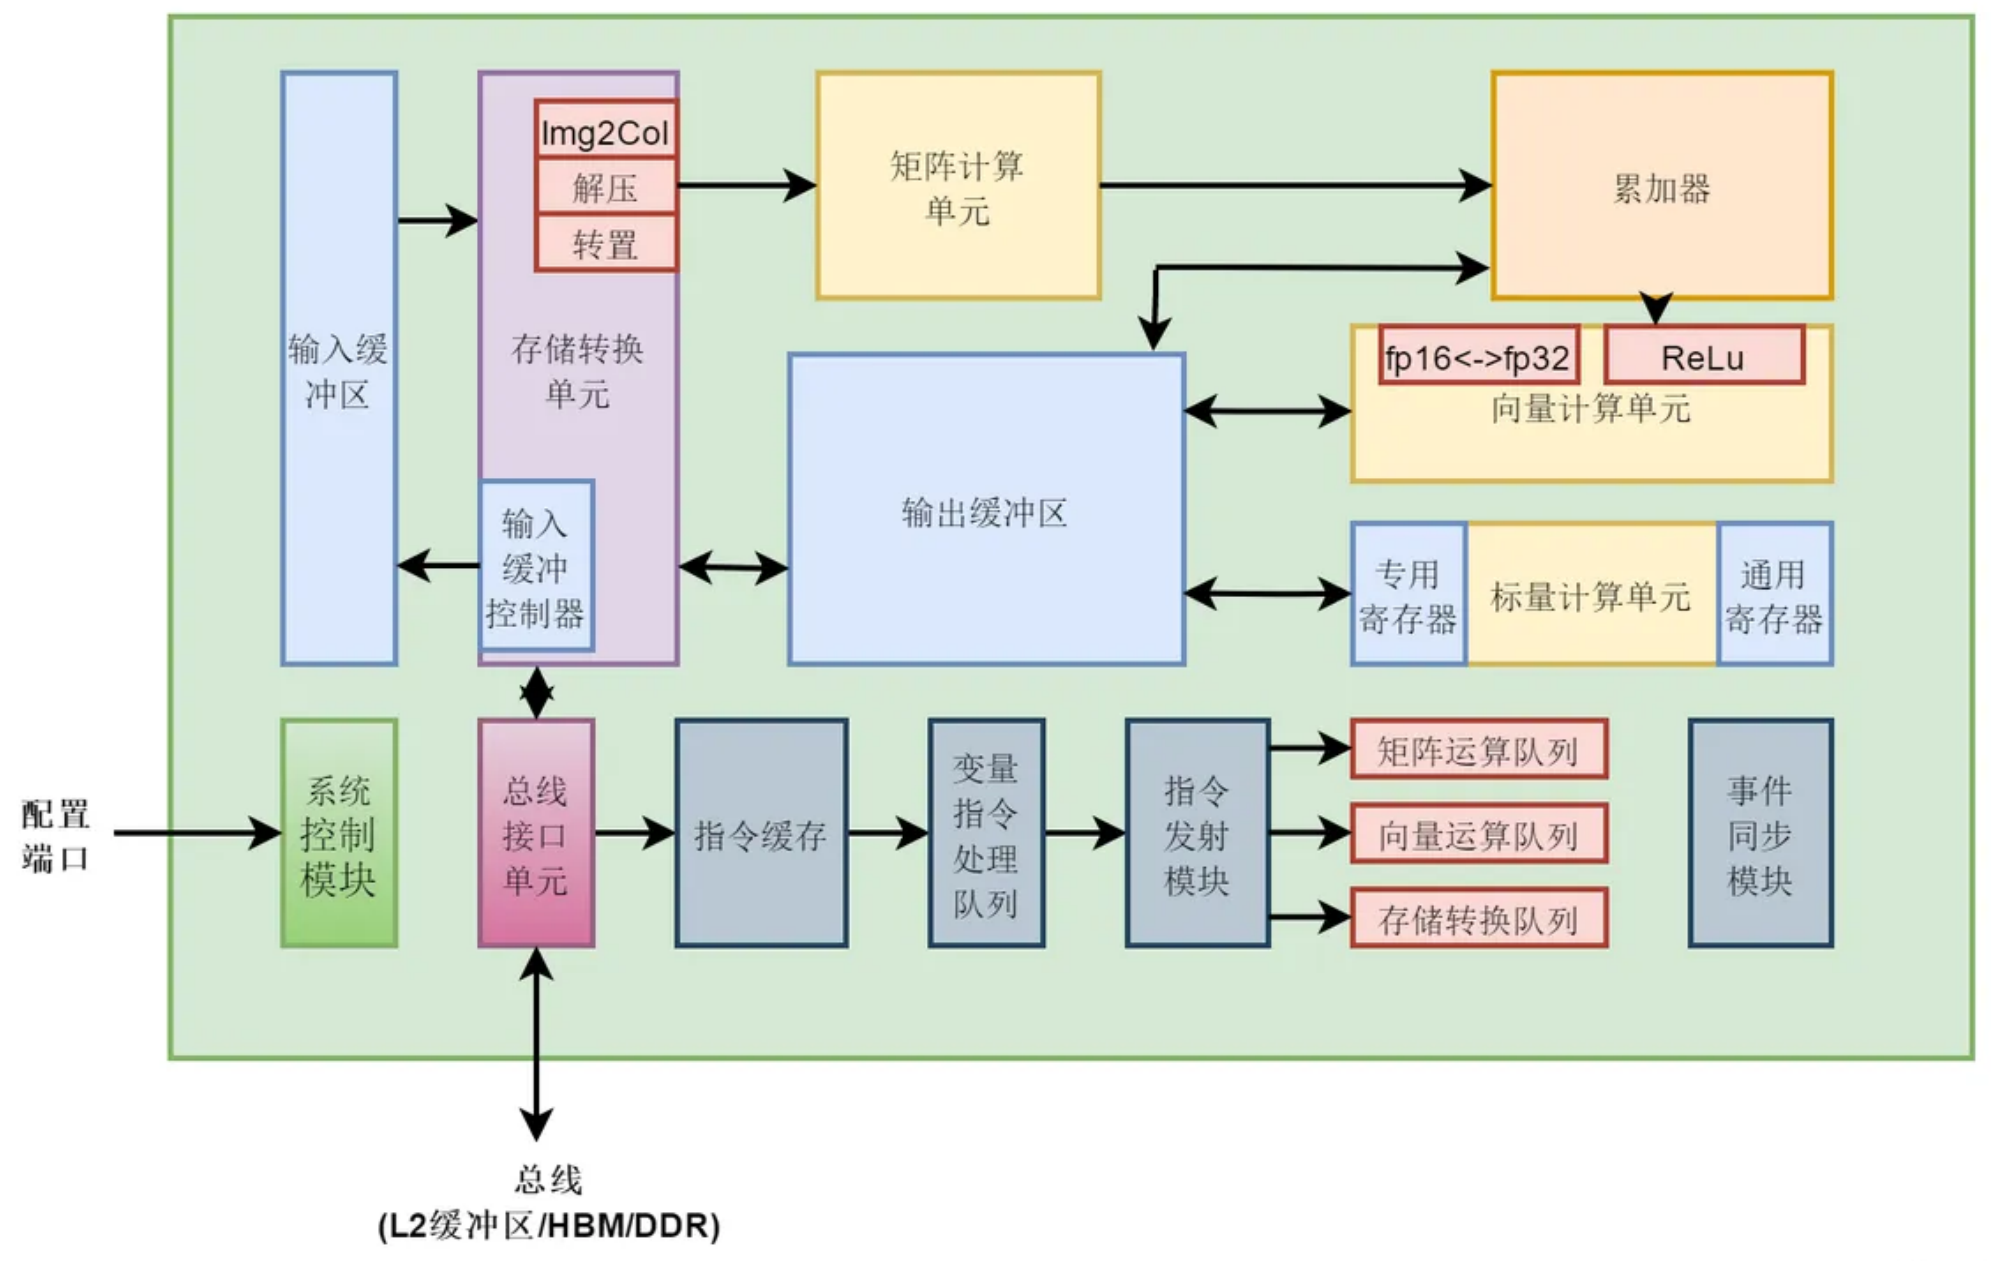 Img2Col
解压
转置
输入缓
冲区
存储转换
单元
输入
缓冲
控制器
矩阵计算
单元
累加器
fp16<->fp32
ReLu
向量计算单元
输出缓冲区
专用
寄存器
标量计算单元
通用
寄存器
配置
端口
系统
控制
模块
总线
接口
单元
指令缓存
变量
指令
处理
队列
指令
发射
模块
矩阵运算队列
向量运算队列
存储转换队列
事件
同步
模块
总线
(L2缓冲区/HBM/DDR)